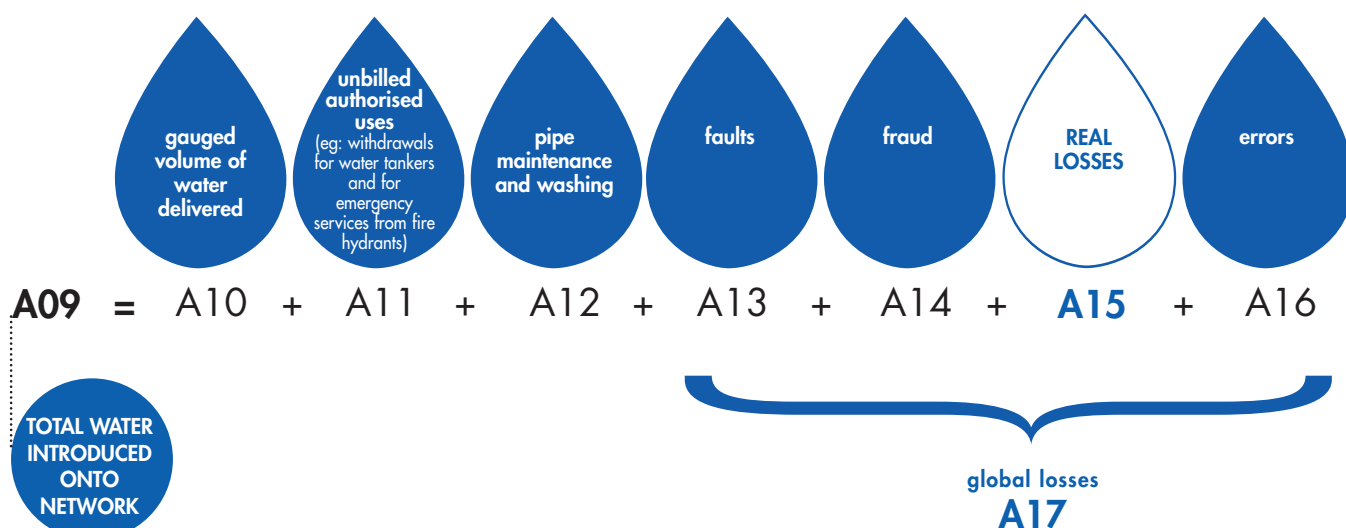 gauged
volume of
water
delivered
unbilled
authorised
uses
(eg: withdrawals
for water tankers
and for
emergency
services from fire
hydrants)
pipe
maintenance
and washing
faults
fraud
REAL
LOSSES
errors
A09 = A10 + A11 + A12 + A13 + A14 + A15 + A16
TOTAL WATER
INTRODUCED
ONTO
NETWORK
global losses
A17